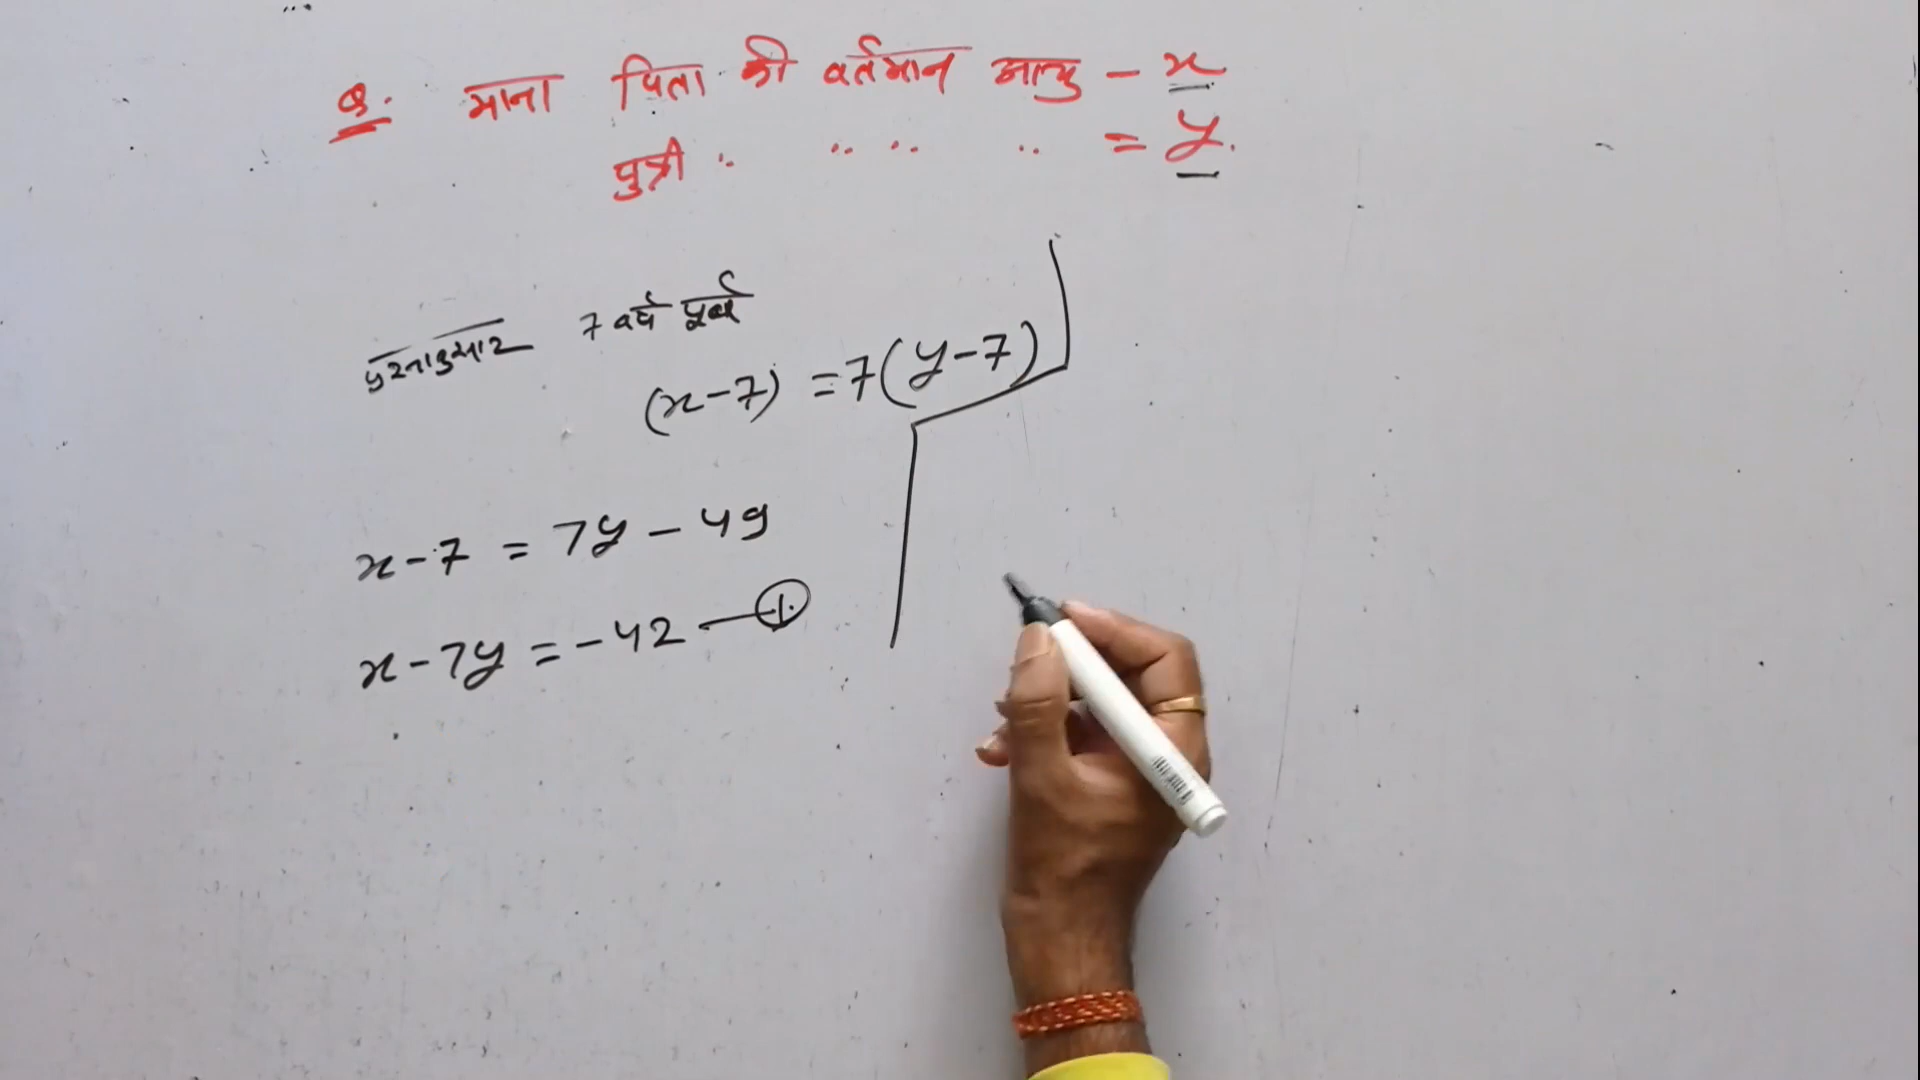 Q. माना पिता की वर्तमान आयु - x
पुत्री " " " " = y.
प्रश्नानुसार 7 वर्ष पूर्व
(x-7) = 7(y-7)
x-7 = 7y - 49
x-7y = -42 — 1.